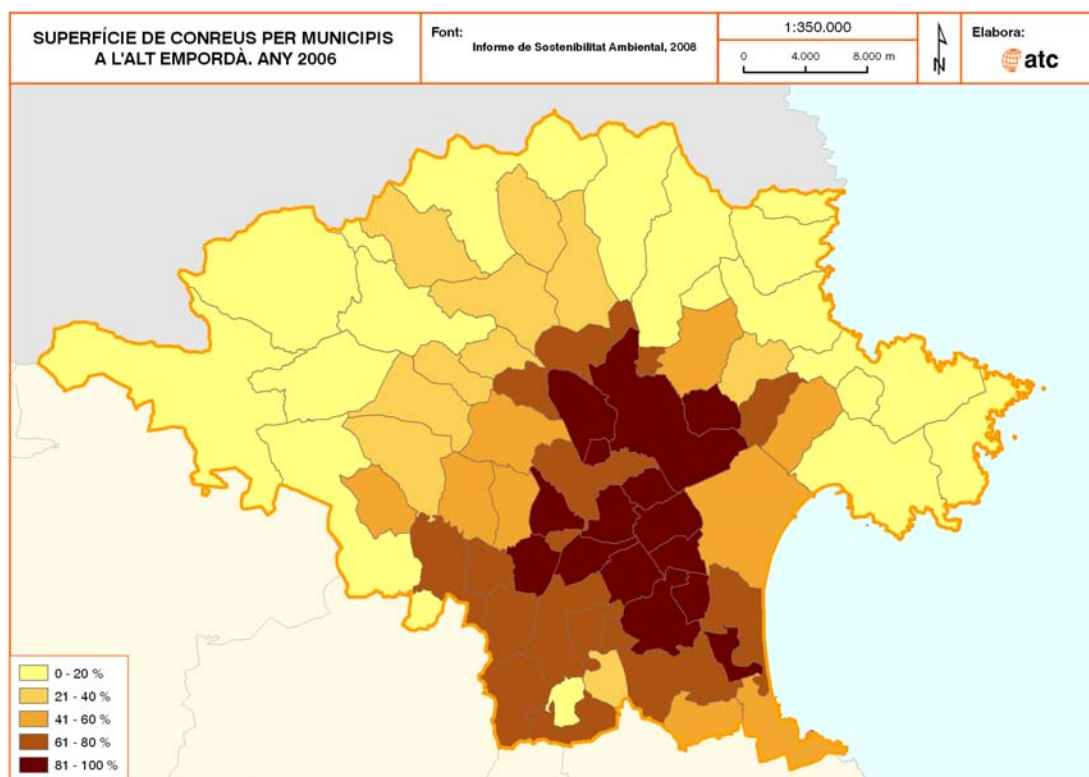 SUPERFÍCIE DE CONREUS PER MUNICIPIS
A L'ALT EMPORDÀ. ANY 2006
Font:
Informe de Sostenibilitat Ambiental, 2008
1:350.000
0 4.000 8.000 m
N
Elabora:
atc
0 - 20 %
21 - 40 %
41 - 60 %
61 - 80 %
81 - 100 %